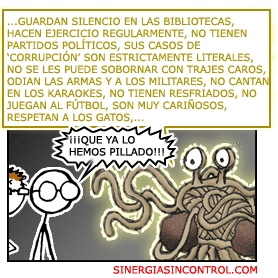 ...GUARDAN SILENCIO EN LAS BIBLIOTECAS,
HACEN EJERCICIO REGULARMENTE, NO TIENEN
PARTIDOS POLÍTICOS, SUS CASOS DE
'CORRUPCIÓN' SON ESTRICTAMENTE LITERALES,
NO SE LES PUEDE SOBORNAR CON TRAJES CAROS,
ODIAN LAS ARMAS Y A LOS MILITARES, NO CANTAN
EN LOS KARAOKES, NO TIENEN RESFRIADOS, NO
JUEGAN AL FÚTBOL, SON MUY CARIÑOSOS,
RESPETAN A LOS GATOS,...
¡¡¡QUE YA LO
HEMOS PILLADO!!!
SINERGIASINCONTROL.COM